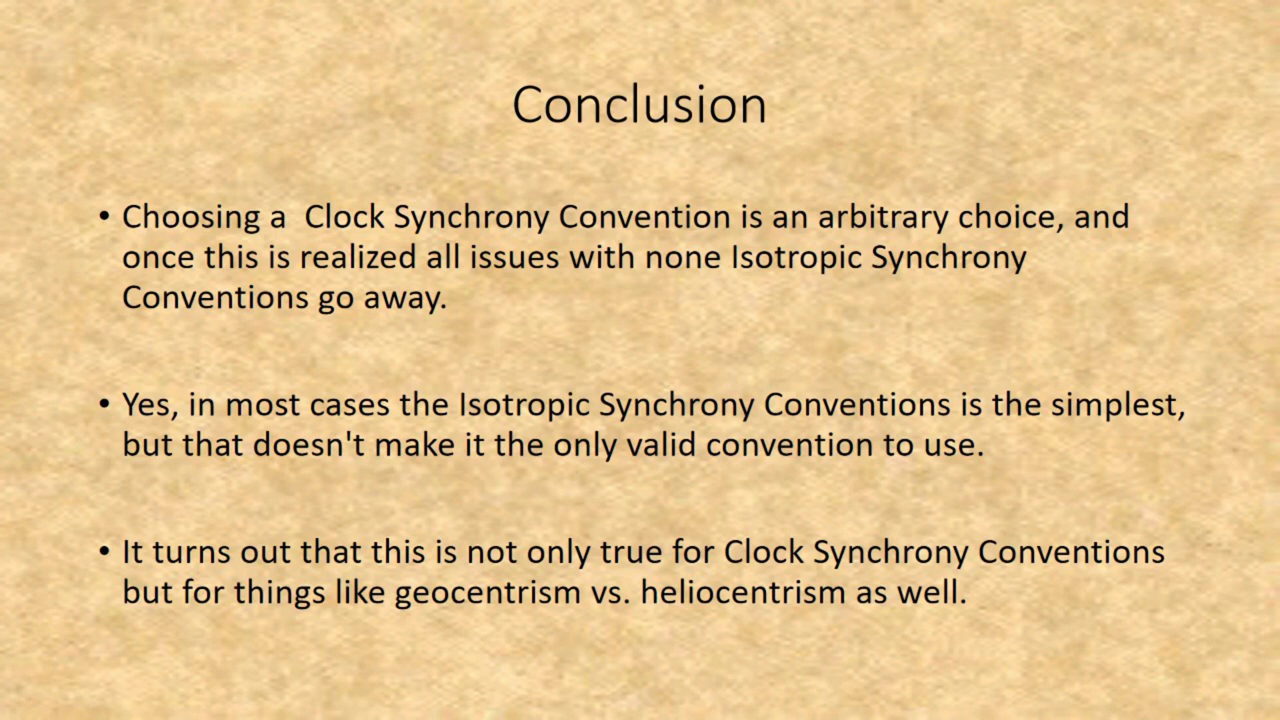 Conclusion
• Choosing a  Clock Synchrony Convention is an arbitrary choice, and
once this is realized all issues with none Isotropic Synchrony
Conventions go away.
• Yes, in most cases the Isotropic Synchrony Conventions is the simplest,
but that doesn't make it the only valid convention to use.
• It turns out that this is not only true for Clock Synchrony Conventions
but for things like geocentrism vs. heliocentrism as well.